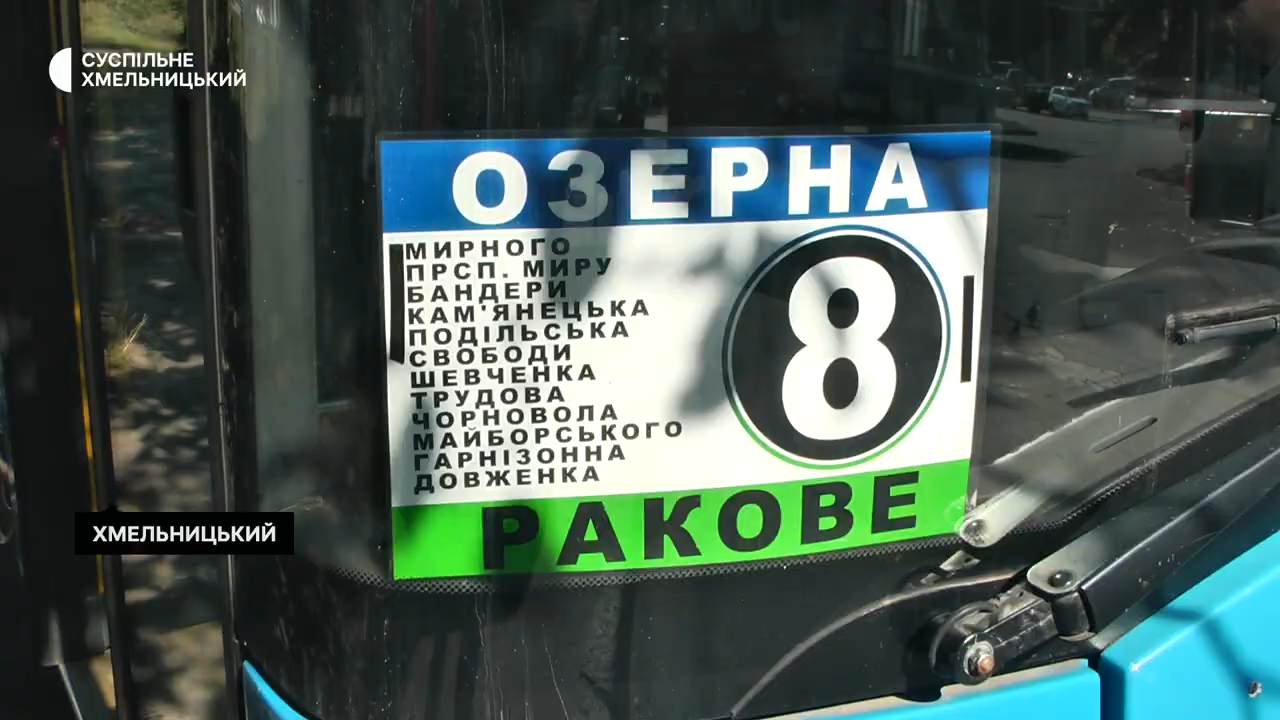 СУСПІЛЬНЕ
ХМЕЛЬНИЦЬКИЙ
ОЗЕРНА
МИРНОГО
ПРСП. МИРУ
БАНДЕРИ
КАМ'ЯНЕЦЬКА
ПОДІЛЬСЬКА
СВОБОДИ
ШЕВЧЕНКА
ТРУДОВА
ЧОРНОВОЛА
МАЙБОРСЬКОГО
ГАРНІЗОННА
ДОВЖЕНКА
8
РАКОВЕ
ХМЕЛЬНИЦЬКИЙ